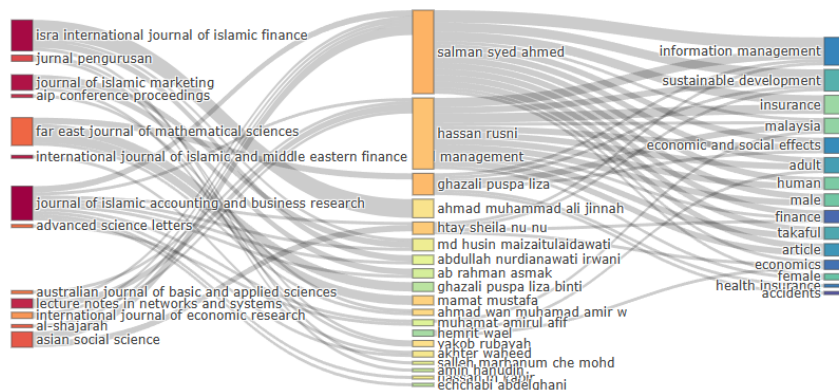 isra international journal of islamic finance
jurnal pengurusan
journal of islamic marketing
aip conference proceedings
far east journal of mathematical sciences
international journal of islamic and middle eastern finance management
journal of islamic accounting and business research
advanced science letters
australian journal of basic and applied sciences
lecture notes in networks and systems
international journal of economic research
al-shajarah
asian social science
salman syed ahmed
hassan rusni
ghazali puspa liza
ahmad muhammad ali jinnah
htay sheila nu nu
md husin maizaitulaidawati
abdullah nurdianawati irwani
ab rahman asmak
ghazali puspa liza binti
mamat mustafa
ahmad wan muhamad amir w
muhamat amirul afif
hemrit wael
yakob rubayah
akhter waheed
salleh marhanum che mohd
amin hanudin
hassan m kabir
echchabi abdelghani
information management
sustainable development
insurance
malaysia
economic and social effects
adult
human
male
finance
takaful
article
economics
female
health insurance
accidents